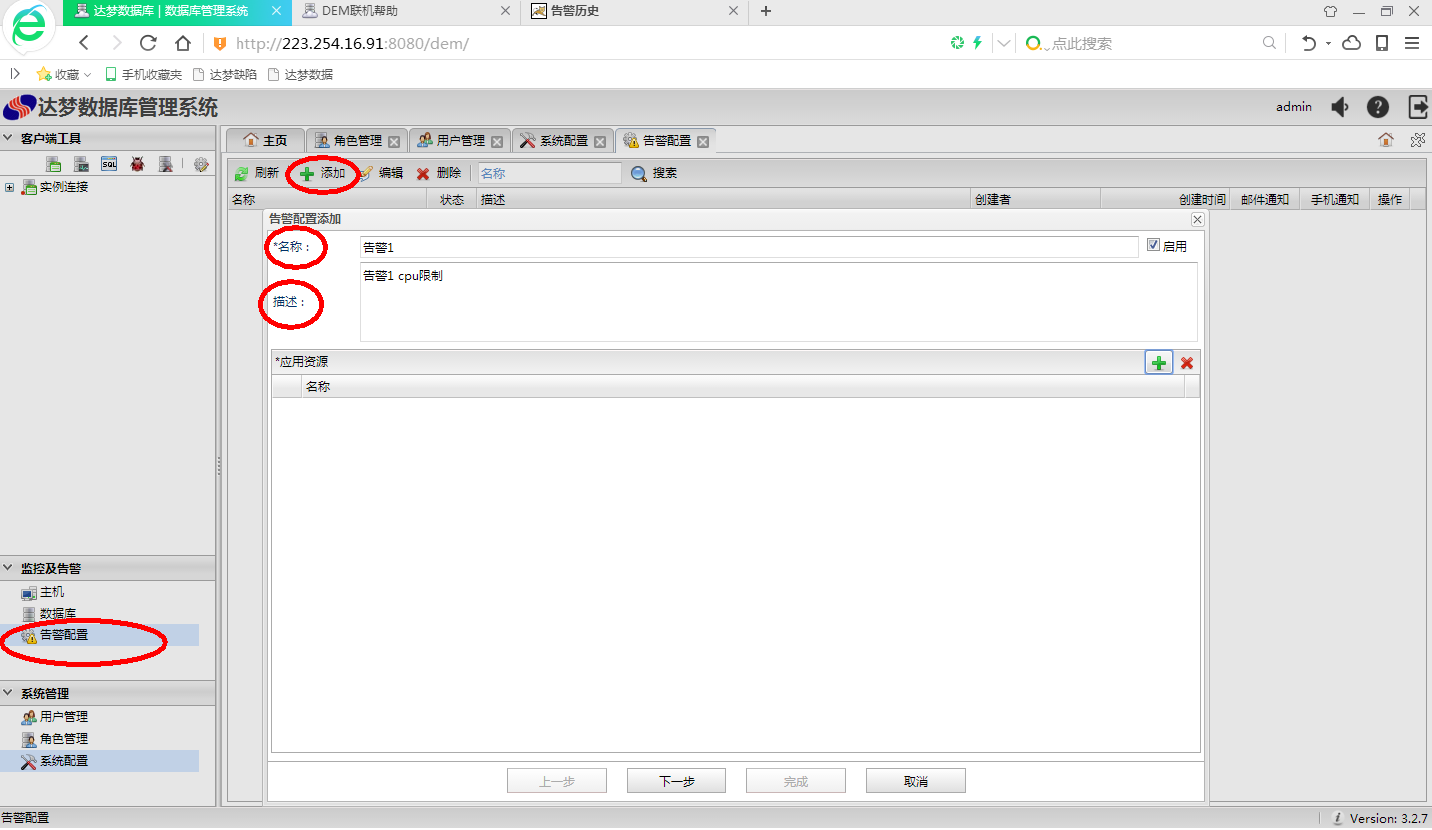 达梦数据库 | 数据库管理系统
DEM联机帮助
告警历史
http://223.254.16.91:8080/dem/
点此搜索
收藏
手机收藏夹
达梦缺陷
达梦数据
达梦数据库管理系统
admin
客户端工具
主页
角色管理
用户管理
系统配置
告警配置
SQL
刷新
添加
编辑
删除
名称
搜索
实例连接
名称
状态
描述
创建者
创建时间
邮件通知
手机通知
操作
告警配置添加
*名称：
告警1
启用
描述：
告警1 cpu限制
*应用资源
名称
监控及告警
主机
数据库
告警配置
系统管理
用户管理
角色管理
系统配置
上一步
下一步
完成
取消
告警配置
Version: 3.2.7